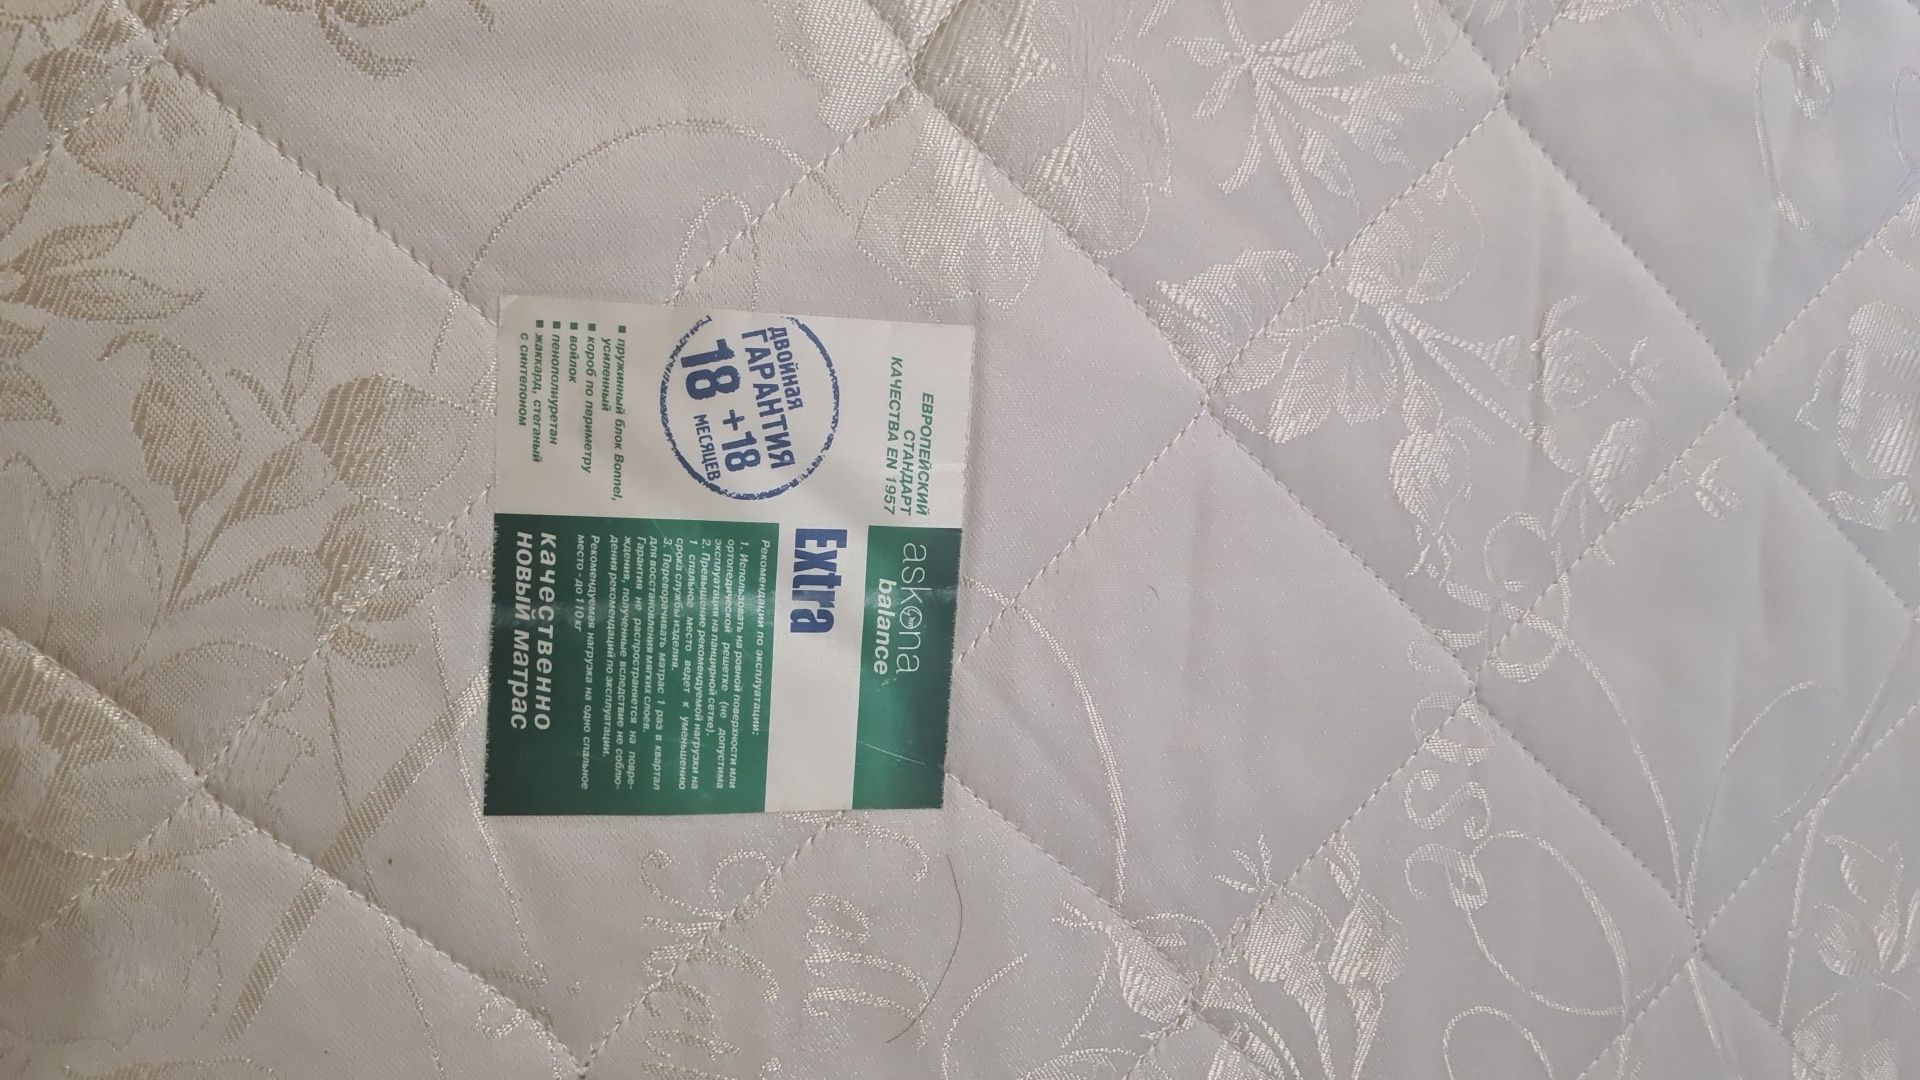 askona
balance
ЕВРОПЕЙСКИЙ
СТАНДАРТ
КАЧЕСТВА EN 1957
Extra
ДВОЙНАЯ
ГАРАНТИЯ
18 +18
МЕСЯЦЕВ
Рекомендации по эксплуатации:
1. Использовать на ровной поверхности или
ортопедической решетке (не допустима
эксплуатация на панцирной сетке).
2. Превышение рекомендуемой нагрузки на
1 спальное место ведет к уменьшению
срока службы изделия.
3. Переворачивать матрас 1 раз в квартал
для восстановления мягких слоев.
Гарантия не распространяется на повре-
ждения, полученные вследствие не соблю-
дения рекомендаций по эксплуатации.
Рекомендуемая нагрузка на одно спальное
место - до 110 кг
▪ пружинный блок Bonnel,
усиленный
▪ короб по периметру
▪ войлок
▪ пенополиуретан
▪ жаккард, стеганый
с синтепоном
качественно
новый матрас